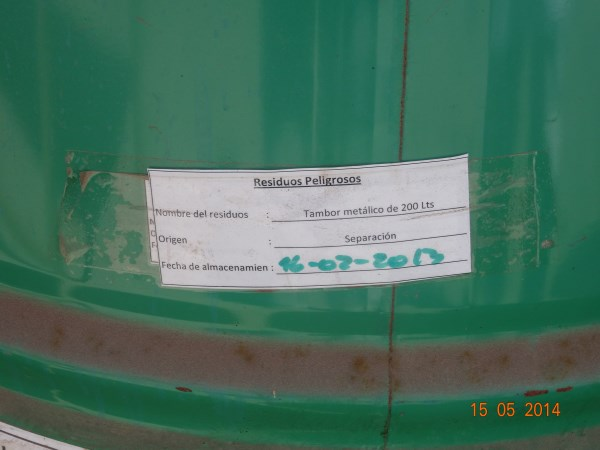 Residuos Peligrosos
Nombre del residuos : Tambor metálico de 200 Lts
Origen : Separación
Fecha de almacenamien : 16-02-2013
15 05 2014